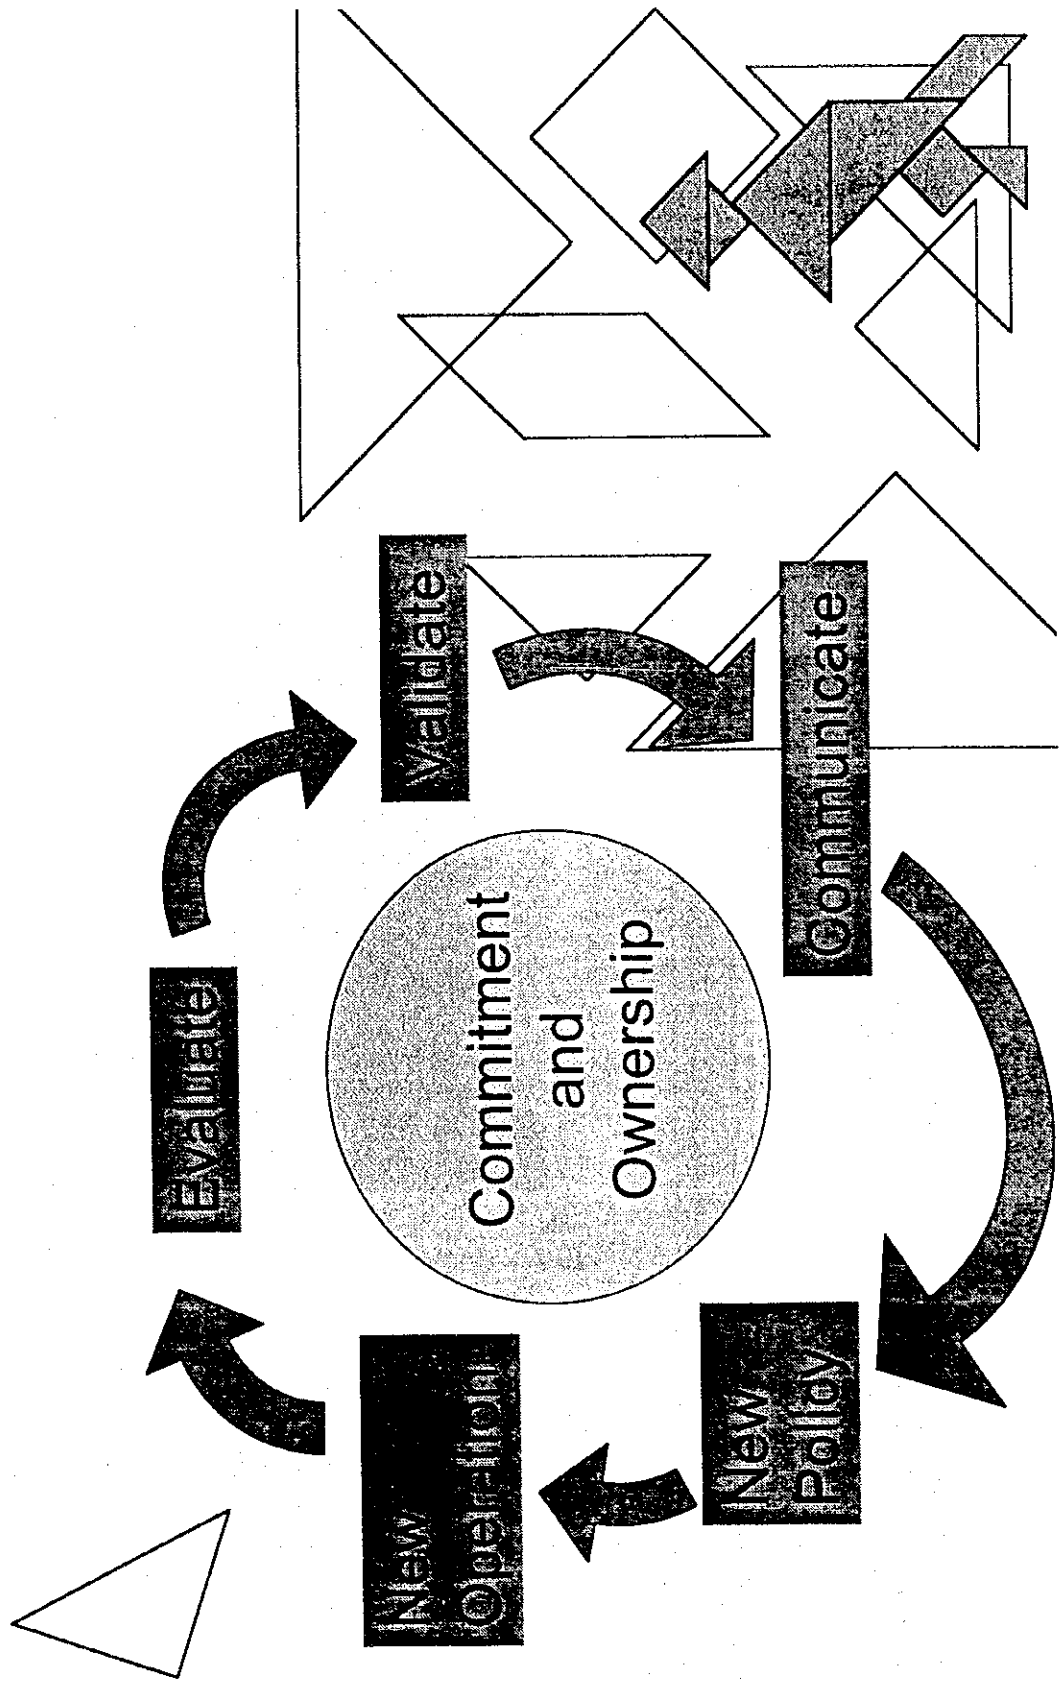 Evaluate
Validate
Communicate
New
Policy
New
Operation
Commitment
and
Ownership